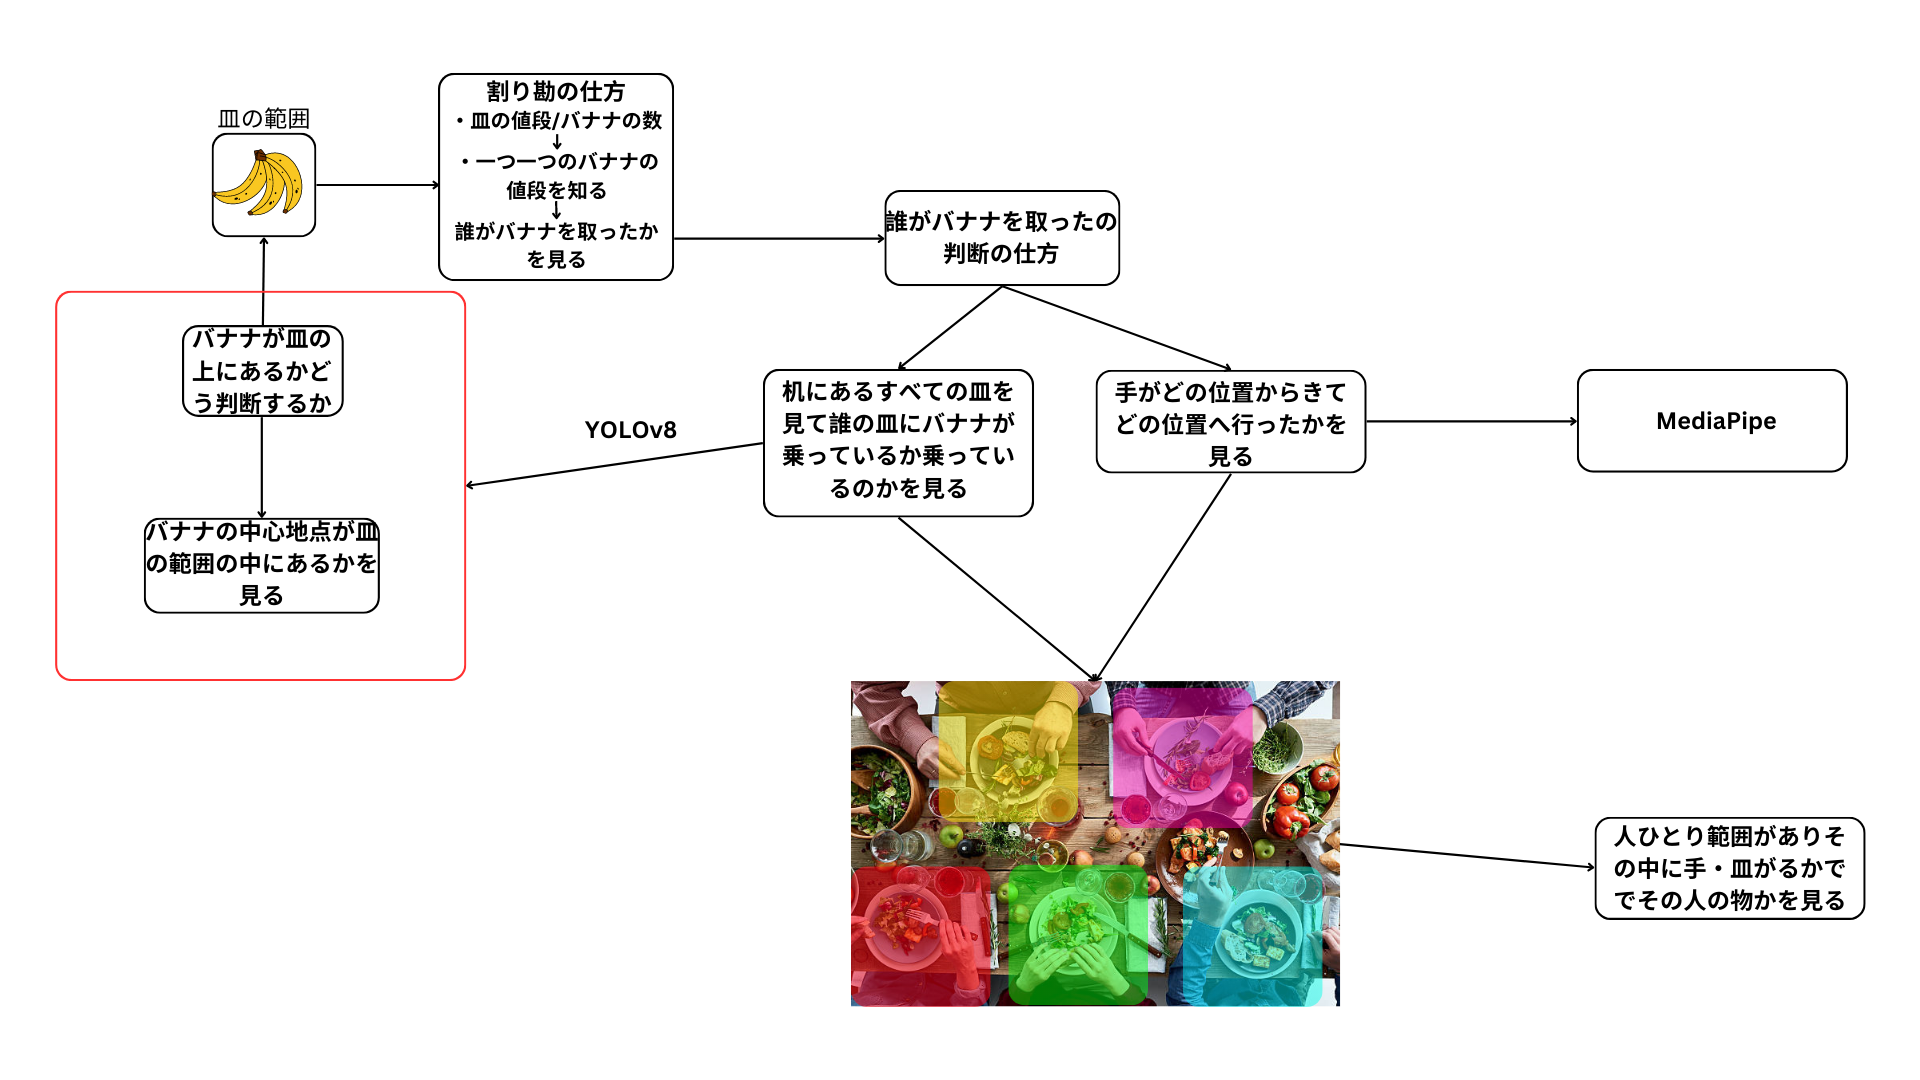 皿の範囲
割り勘の仕方
・皿の値段/バナナの数
・一つ一つのバナナの
値段を知る
誰がバナナを取ったか
を見る
誰がバナナを取ったの
判断の仕方
バナナが皿の
上にあるかど
う判断するか
バナナの中心地点が皿
の範囲の中にあるかを
見る
YOLOv8
机にあるすべての皿を
見て誰の皿にバナナが
乗っているか乗ってい
るのかを見る
手がどの位置からきて
どの位置へ行ったかを
見る
MediaPipe
人ひとり範囲がありそ
の中に手・皿がるかで
でその人の物かを見る